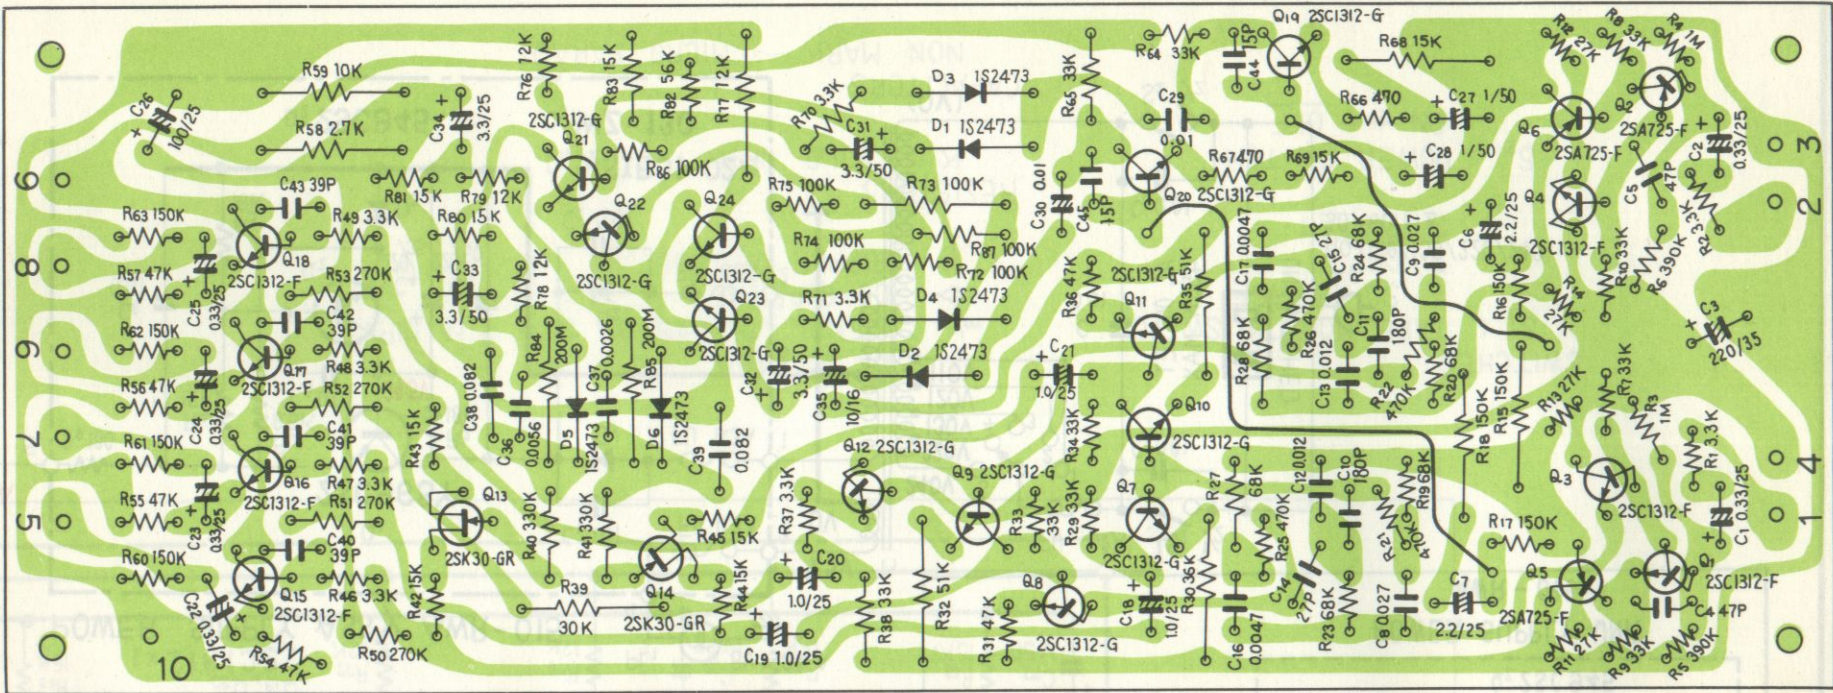 C26 100/25
R59 10K
R58 2.7K
C34 3.3/25
R76 12K
R83 15K
R82 56K
R17 12K
2SC1312-G
Q21
R86 100K
R70 3.3K
C31
3.3/50
D3 1S2473
D1 1S2473
R65 33K
R64 33K
C44 15P
Q19 2SC1312-G
R68 15K
R66 470
C27 1/50
C29
0.01
R12 27K
R8 33K
R4 1M
Q2
2SA725-F
Q6
2SA725-F
C2 0.33/25
3
9
C43 39P
R81 15K
R79 12K
R80 15K
Q22
2SC1312-G
Q24
2SC1312-G
R75 100K
R73 100K
C30 0.01
C45 15P
Q20 2SC1312-G
R67 470
R69 15K
C28 1/50
Q4
2SC1312-F
C5 47P
2
R63 150K
R49 3.3K
R74 100K
R87 100K
R72 100K
C17 0.0047
C15 27P
R24 68K
C9 0.027
C6 2.2/25
R10 33K
R6 390K
R2 3.3K
8
R57 47K
C25 0.33/25
Q18
2SC1312-F
R53 270K
C33
3.3/50
R78 12K
Q23
2SC1312-G
R71 3.3K
D4 1S2473
R36 47K
2SC1312-G
Q11
R35 51K
R26 470K
C11 180P
R16 150K
R14 27K
C3
220/35
C42
39P
R62 150K
6
Q17
2SC1312-F
R48 3.3K
R52 270K
R56 47K
C24 0.33/25
C38 0.082
C36 0.0056
R84 200M
D5 1S2473
C37 0.0026
R85 200M
D6 1S2473
C32 3.3/50
C35 10/16
D2 1S2473
C21
1.0/25
R28 68K
C13 0.012
R22 470K
R20 68K
R18 150K
R15 150K
R13 27K
R7 33K
R3 1M
R1 3.3K
7
R61 150K
C41
39P
R43 15K
C39 0.082
Q12 2SC1312-G
Q9 2SC1312-G
R34 33K
Q10
2SC1312-G
4
Q16
2SC1312-F
R47 3.3K
R51 270K
R55 47K
C23 0.33/25
5
Q13
2SK30-GR
R40 330K
R41 330K
R45 15K
R37 3.3K
R33 33K
R29 33K
Q7
2SC1312-G
R27 68K
R25 470K
C12 0.012
C10 180P
R21 470K
R19 68K
R17 150K
Q3
2SC1312-F
C1 0.33/25
1
R60 150K
C40
39P
Q15
2SC1312-F
R46 3.3K
R42 15K
C22 0.33/25
R54 47K
R50 270K
R39
30K
Q14
2SK30-GR
R44 15K
C20
1.0/25
C19 1.0/25
R38 33K
R32 51K
R31 47K
Q8
2SC1312-G
C18 1.0/25
R30 36K
C16 0.0047
C14 27P
R23 68K
C8 0.027
C7
2.2/25
Q5
2SA725-F
Q1
2SC1312-F
C4 47P
R11 27K
R9 33K
R5 390K
10